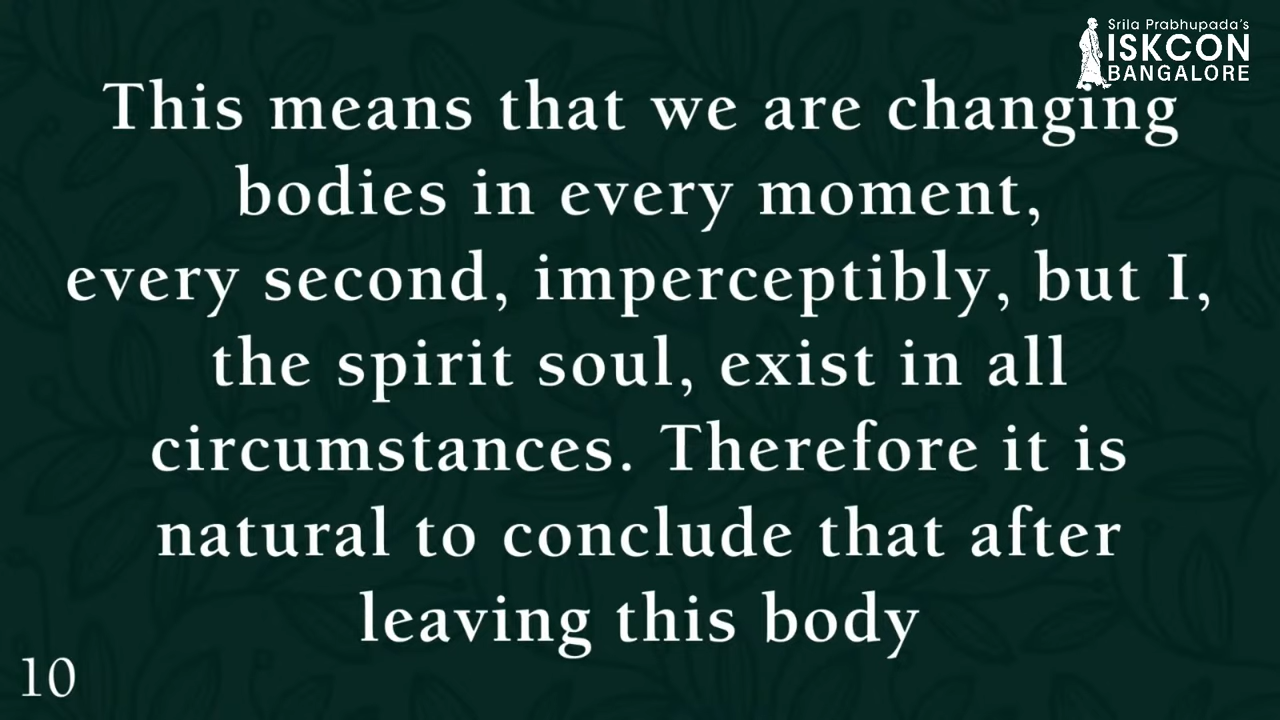 Srila Prabhupada's
ISKCON
BANGALORE
This means that we are changing
bodies in every moment,
every second, imperceptibly, but I,
the spirit soul, exist in all
circumstances. Therefore it is
natural to conclude that after
leaving this body
10